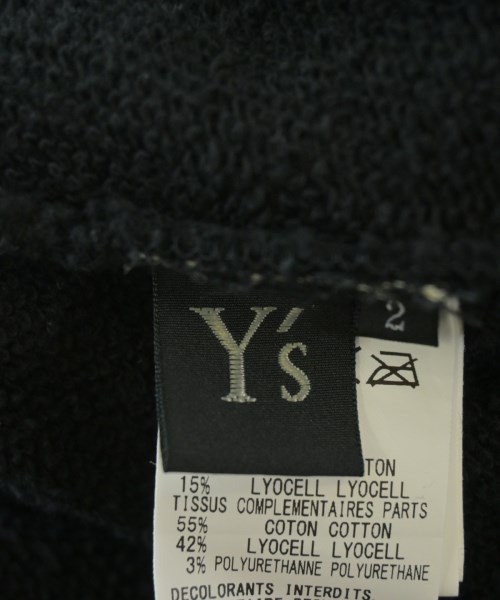 Y's
2
TON
15% LYOCELL LYOCELL
TISSUS COMPLEMENTAIRES PARTS
55% COTON COTTON
42% LYOCELL LYOCELL
3% POLYURETHANNE POLYURETHANE
DECOLORANTS INTERDITS